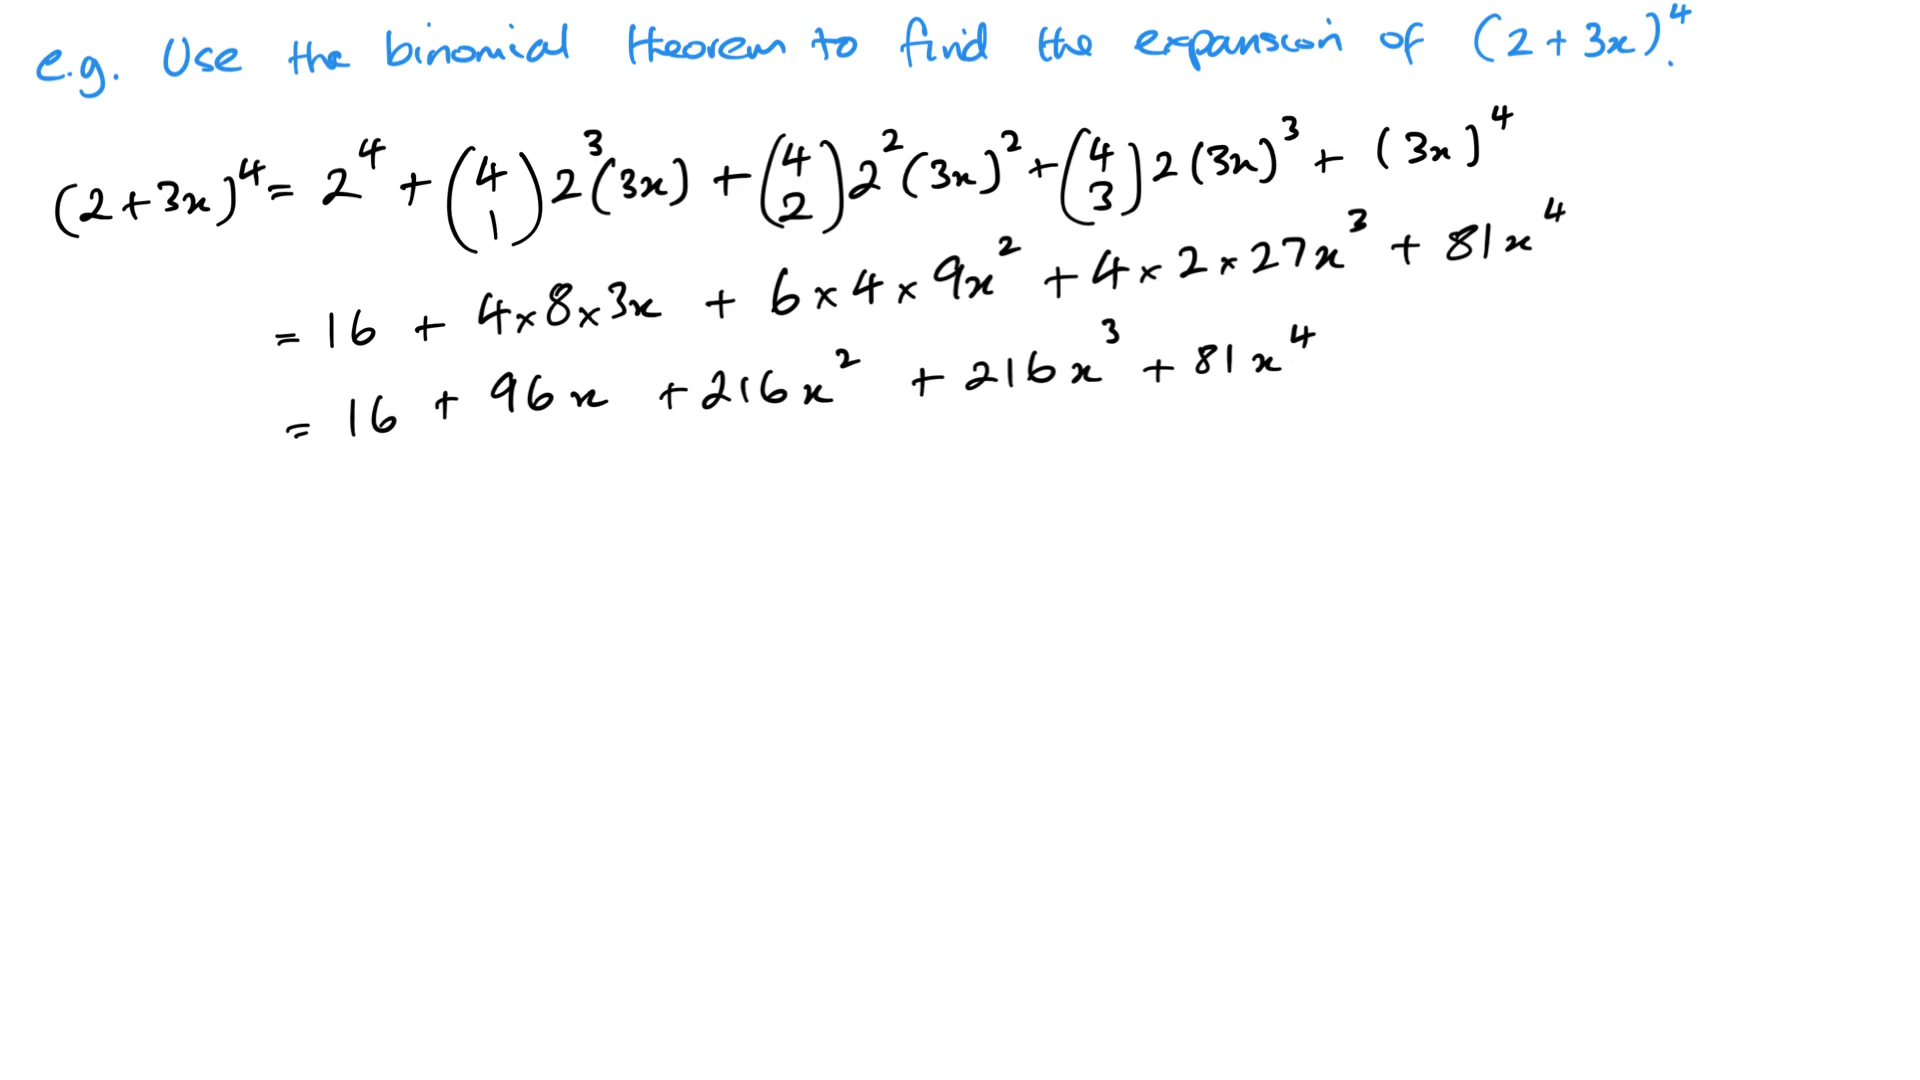 e.g. Use the binomial theorem to find the expansion of (2 + 3x)⁴.
(2+3x)⁴ = 2⁴ + (4 1) 2³(3x) + (4 2) 2²(3x)² + (4 3) 2(3x)³ + (3x)⁴
= 16 + 4×8×3x + 6×4×9x² + 4×2×27x³ + 81x⁴
= 16 + 96x + 216x² + 216x³ + 81x⁴